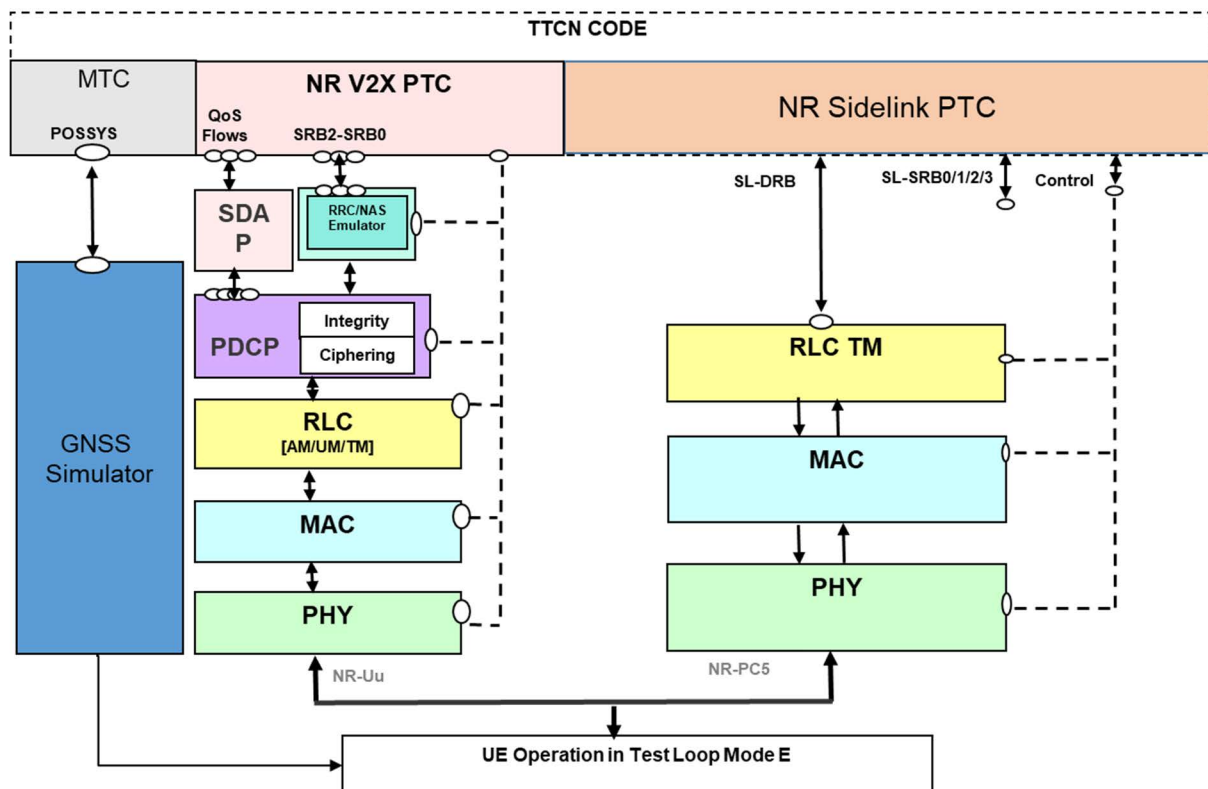 TTCN CODE
MTC
NR V2X PTC
NR Sidelink PTC
POSSYS
QoS
Flows
SRB2-SRB0
SL-DRB
SL-SRB0/1/2/3
Control
SDA
P
RRC/NAS
Emulator
PDCP
Integrity
Ciphering
RLC TM
RLC
[AM/UM/TM]
GNSS
Simulator
MAC
MAC
PHY
PHY
NR-Uu
NR-PC5
UE Operation in Test Loop Mode E